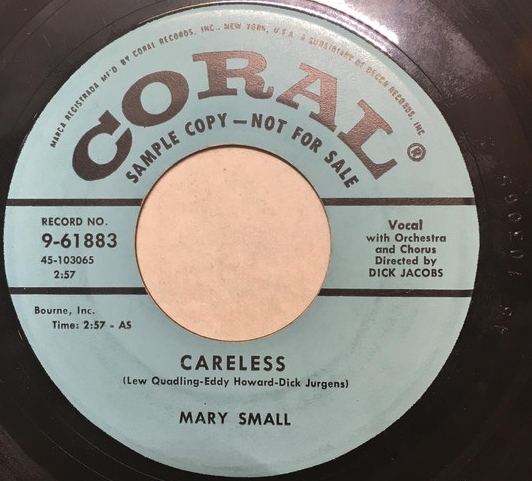 MARCA REGISTRADA MF'D BY CORAL RECORDS, INC., NEW YORK, U.S.A. A SUBSIDIARY OF DECCA RECORDS, INC.
CORAL®
SAMPLE COPY—NOT FOR SALE
RECORD NO.
9-61883
45-103065
2:57
Vocal
with Orchestra
and Chorus
Directed by
DICK JACOBS
Bourne, Inc.
Time: 2:57 - AS
CARELESS
(Lew Quadling-Eddy Howard-Dick Jurgens)
MARY SMALL